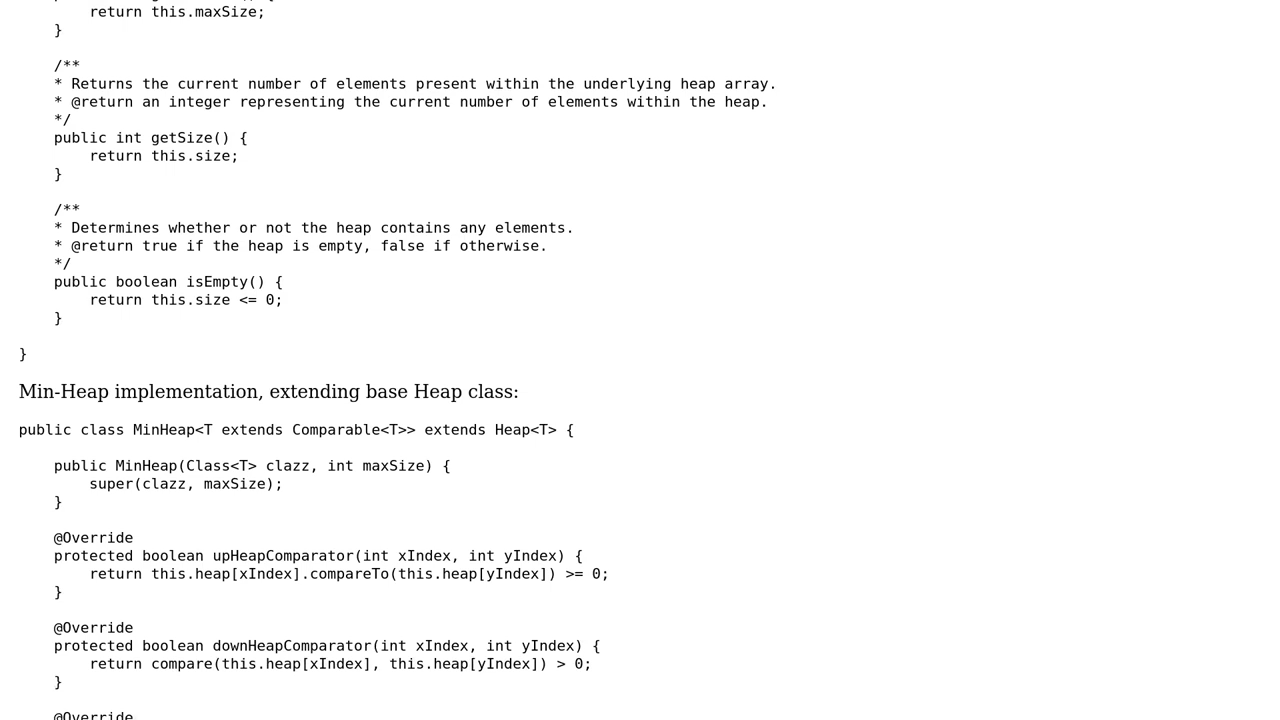 return this.maxSize;
}
/**
* Returns the current number of elements present within the underlying heap array.
* @return an integer representing the current number of elements within the heap.
*/
public int getSize() {
return this.size;
}
/**
* Determines whether or not the heap contains any elements.
* @return true if the heap is empty, false if otherwise.
*/
public boolean isEmpty() {
return this.size <= 0;
}
}
Min-Heap implementation, extending base Heap class:
public class MinHeap<T extends Comparable<T>> extends Heap<T> {
public MinHeap(Class<T> clazz, int maxSize) {
super(clazz, maxSize);
}
@Override
protected boolean upHeapComparator(int xIndex, int yIndex) {
return this.heap[xIndex].compareTo(this.heap[yIndex]) >= 0;
}
@Override
protected boolean downHeapComparator(int xIndex, int yIndex) {
return compare(this.heap[xIndex], this.heap[yIndex]) > 0;
}
@Override